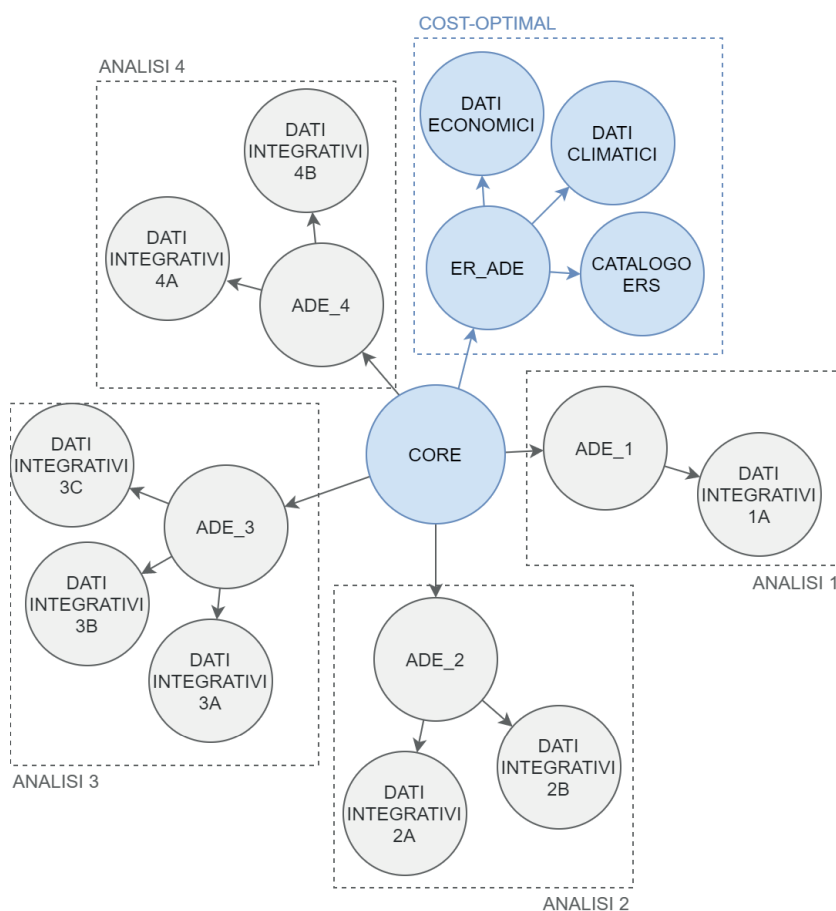 COST-OPTIMAL
ANALISI 4
DATI
ECONOMICI
DATI
CLIMATICI
DATI
INTEGRATIVI
4B
DATI
INTEGRATIVI
4A
ER_ADE
CATALOGO
ERS
ADE_4
CORE
ADE_1
DATI
INTEGRATIVI
1A
ANALISI 1
DATI
INTEGRATIVI
3C
ADE_3
DATI
INTEGRATIVI
3B
DATI
INTEGRATIVI
3A
ANALISI 3
ADE_2
DATI
INTEGRATIVI
2B
DATI
INTEGRATIVI
2A
ANALISI 2